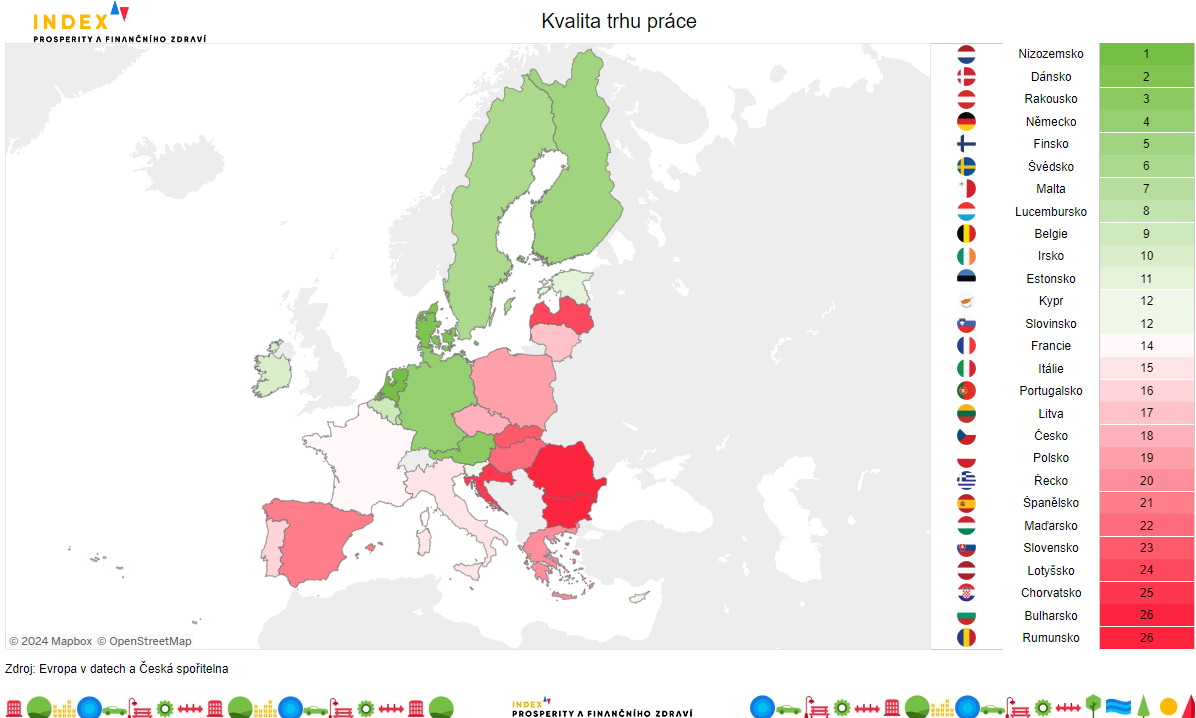 INDEX
PROSPERITY A FINANČNÍHO ZDRAVÍ
Kvalita trhu práce
Nizozemsko 1
Dánsko 2
Rakousko 3
Německo 4
Finsko 5
Švédsko 6
Malta 7
Lucembursko 8
Belgie 9
Irsko 10
Estonsko 11
Kypr 12
Slovinsko 12
Francie 14
Itálie 15
Portugalsko 16
Litva 17
Česko 18
Polsko 19
Řecko 20
Španělsko 21
Maďarsko 22
Slovensko 23
Lotyšsko 24
Chorvatsko 25
Bulharsko 26
Rumunsko 26
© 2024 Mapbox © OpenStreetMap
Zdroj: Evropa v datech a Česká spořitelna
INDEX
PROSPERITY A FINANČNÍHO ZDRAVÍ